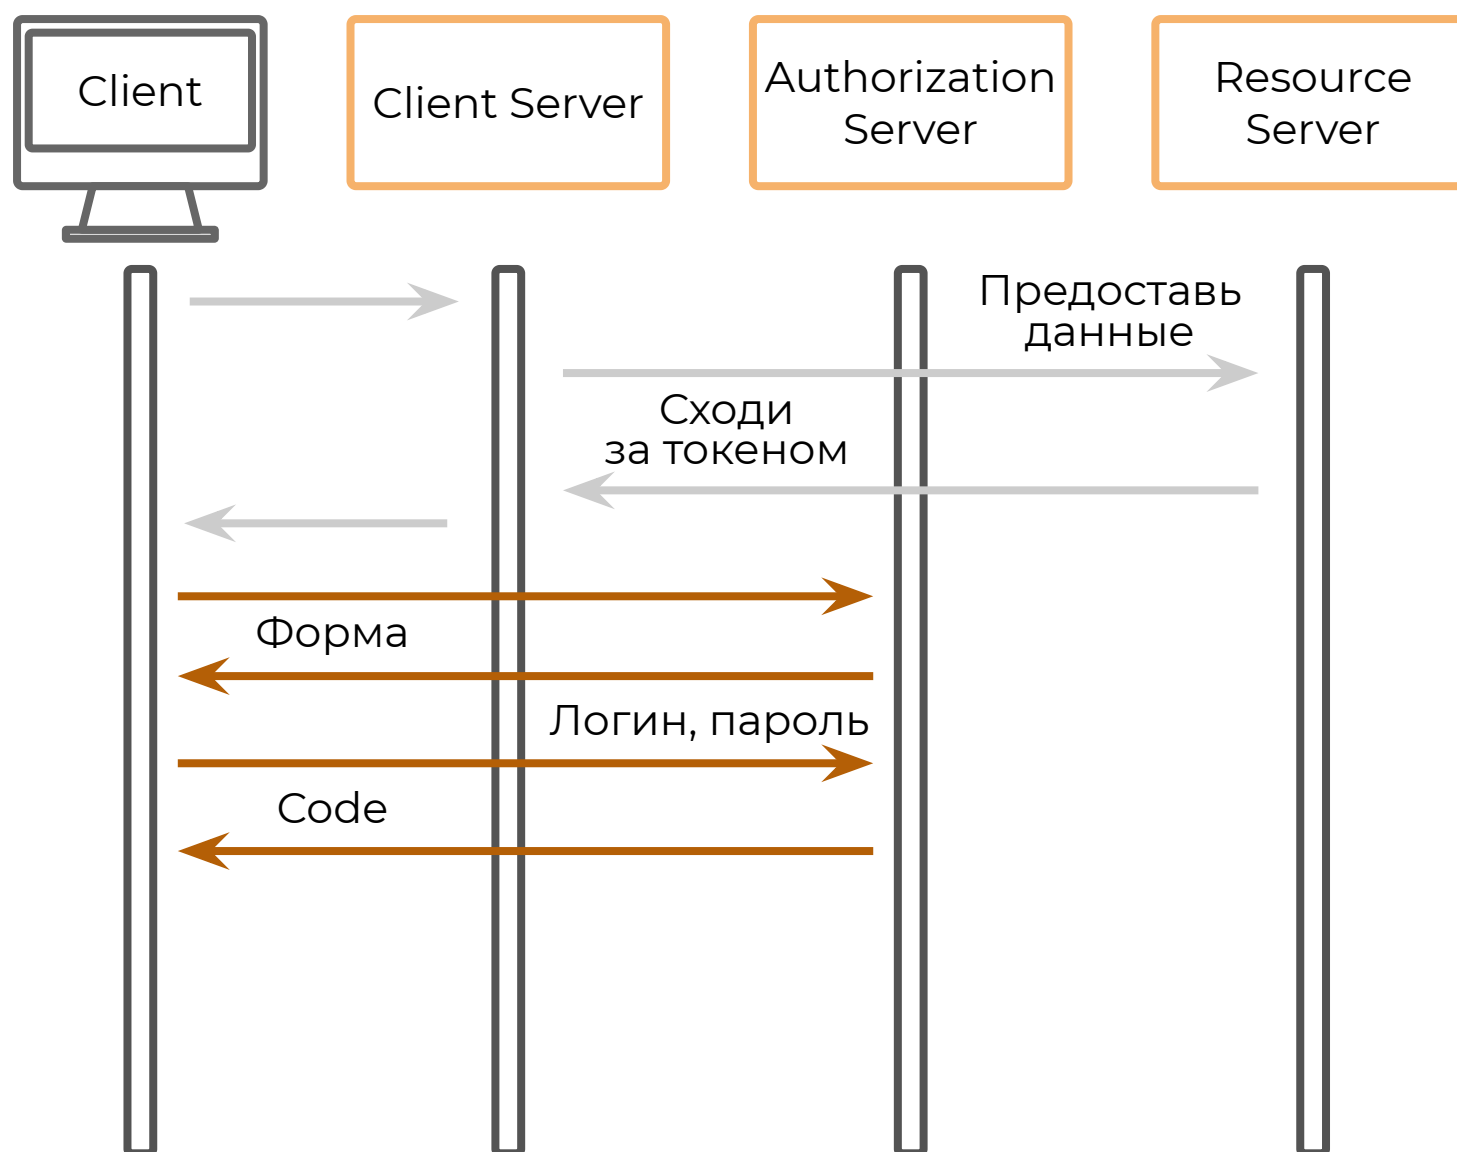 Client
Client Server
Authorization
Server
Resource
Server
Предоставь
данные
Сходи
за токеном
Форма
Логин, пароль
Code